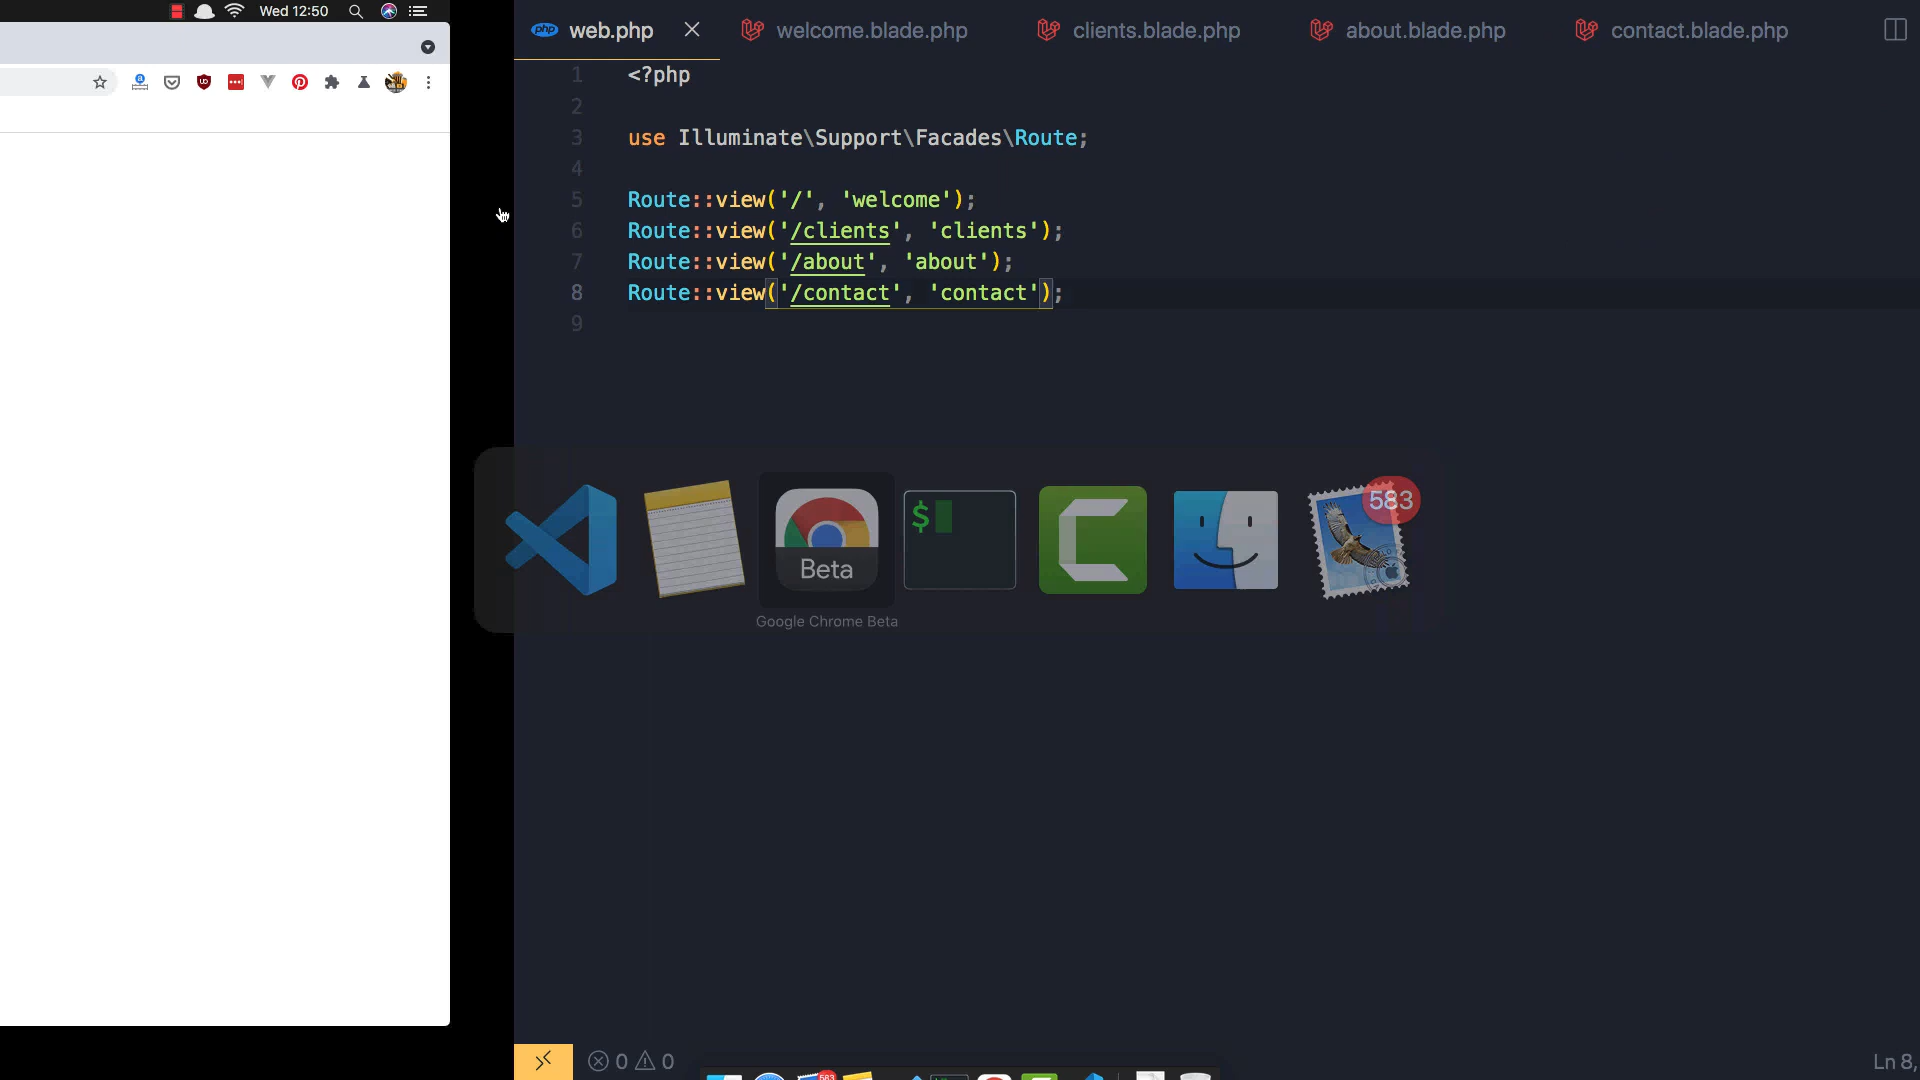 Wed 12:50
web.php
welcome.blade.php
clients.blade.php
about.blade.php
contact.blade.php
1 <?php
2
3 use Illuminate\Support\Facades\Route;
4
5 Route::view('/', 'welcome');
6 Route::view('/clients', 'clients');
7 Route::view('/about', 'about');
8 Route::view('/contact', 'contact');
9
$
Beta
583
Google Chrome Beta
0 0
Ln 8,
583